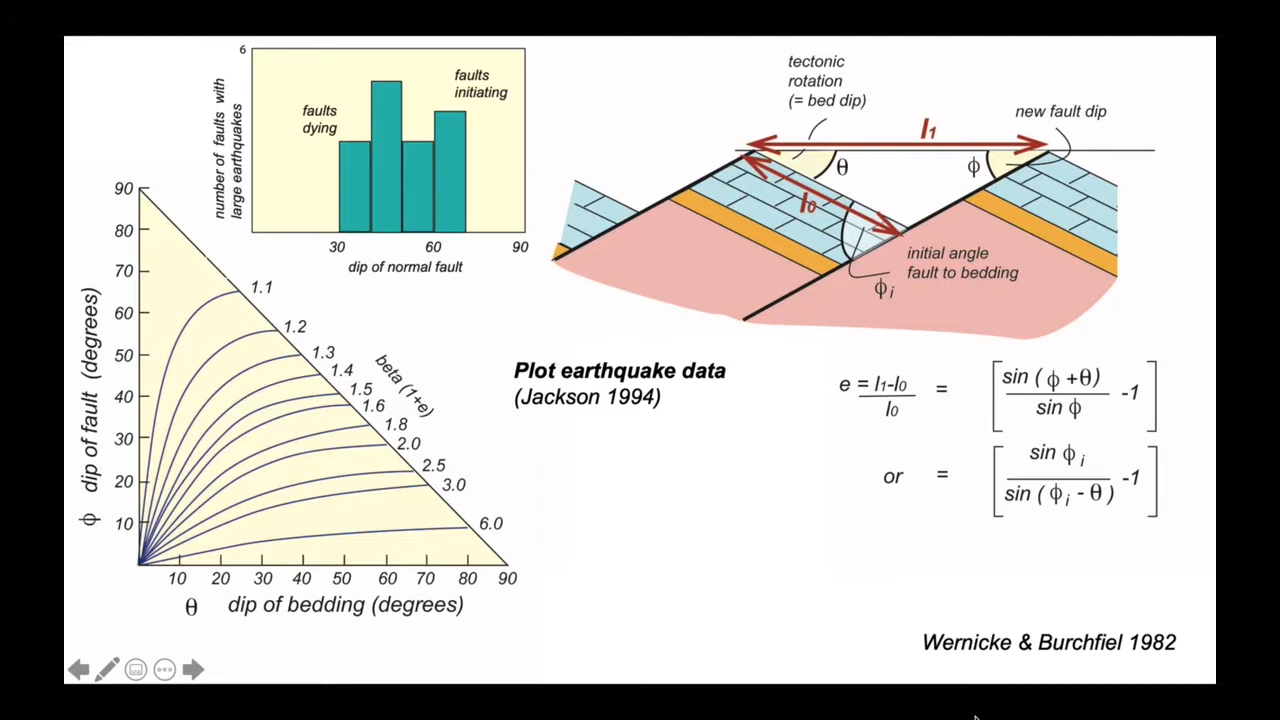 6
number of faults with
large earthquakes
faults
dying
faults
initiating
30
60
90
dip of normal fault
tectonic
rotation
(= bed dip)
new fault dip
l₁
θ
ϕ
l₀
initial angle
fault to bedding
ϕ i
90
80
70
60
50
40
30
20
10
ϕ dip of fault (degrees)
1.1
1.2
1.3
1.4
1.5
1.6
1.8
2.0
2.5
3.0
6.0
beta (1+e)
10 20 30 40 50 60 70 80 90
θ dip of bedding (degrees)
Plot earthquake data
(Jackson 1994)
e = l₁-l₀
l₀
=
sin (ϕ +θ)
sin ϕ
-1
or
=
sin ϕ i
sin (ϕ i - θ)
-1
Wernicke & Burchfiel 1982